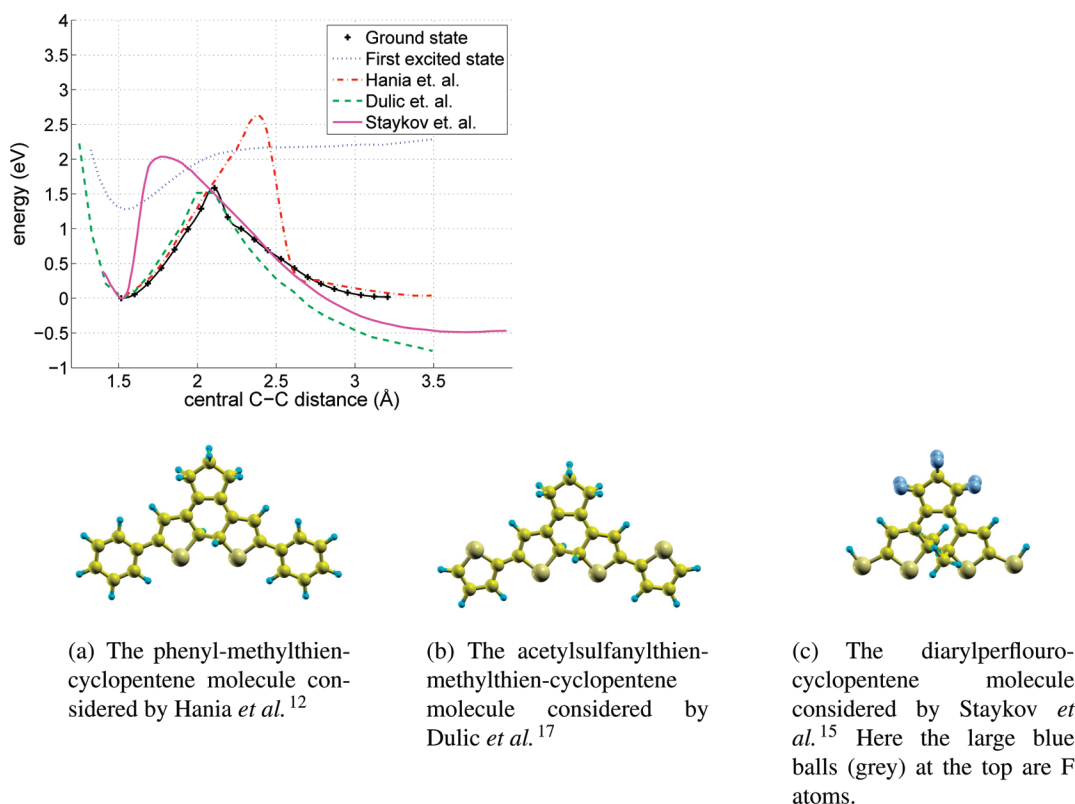 4
3.5
3
2.5
2
1.5
1
0.5
0
−0.5
−1
energy (eV)
Ground state
First excited state
Hania et. al.
Dulic et. al.
Staykov et. al.
1.5
2
2.5
3
3.5
central C−C distance (Å)
(a) The phenyl-methylthien-
cyclopentene molecule con-
sidered by Hania et al. 12
(b) The acetylsulfanylthien-
methylthien-cyclopentene
molecule considered by
Dulic et al. 17
(c) The diarylperflouro-
cyclopentene molecule
considered by Staykov et
al. 15 Here the large blue
balls (grey) at the top are F
atoms.